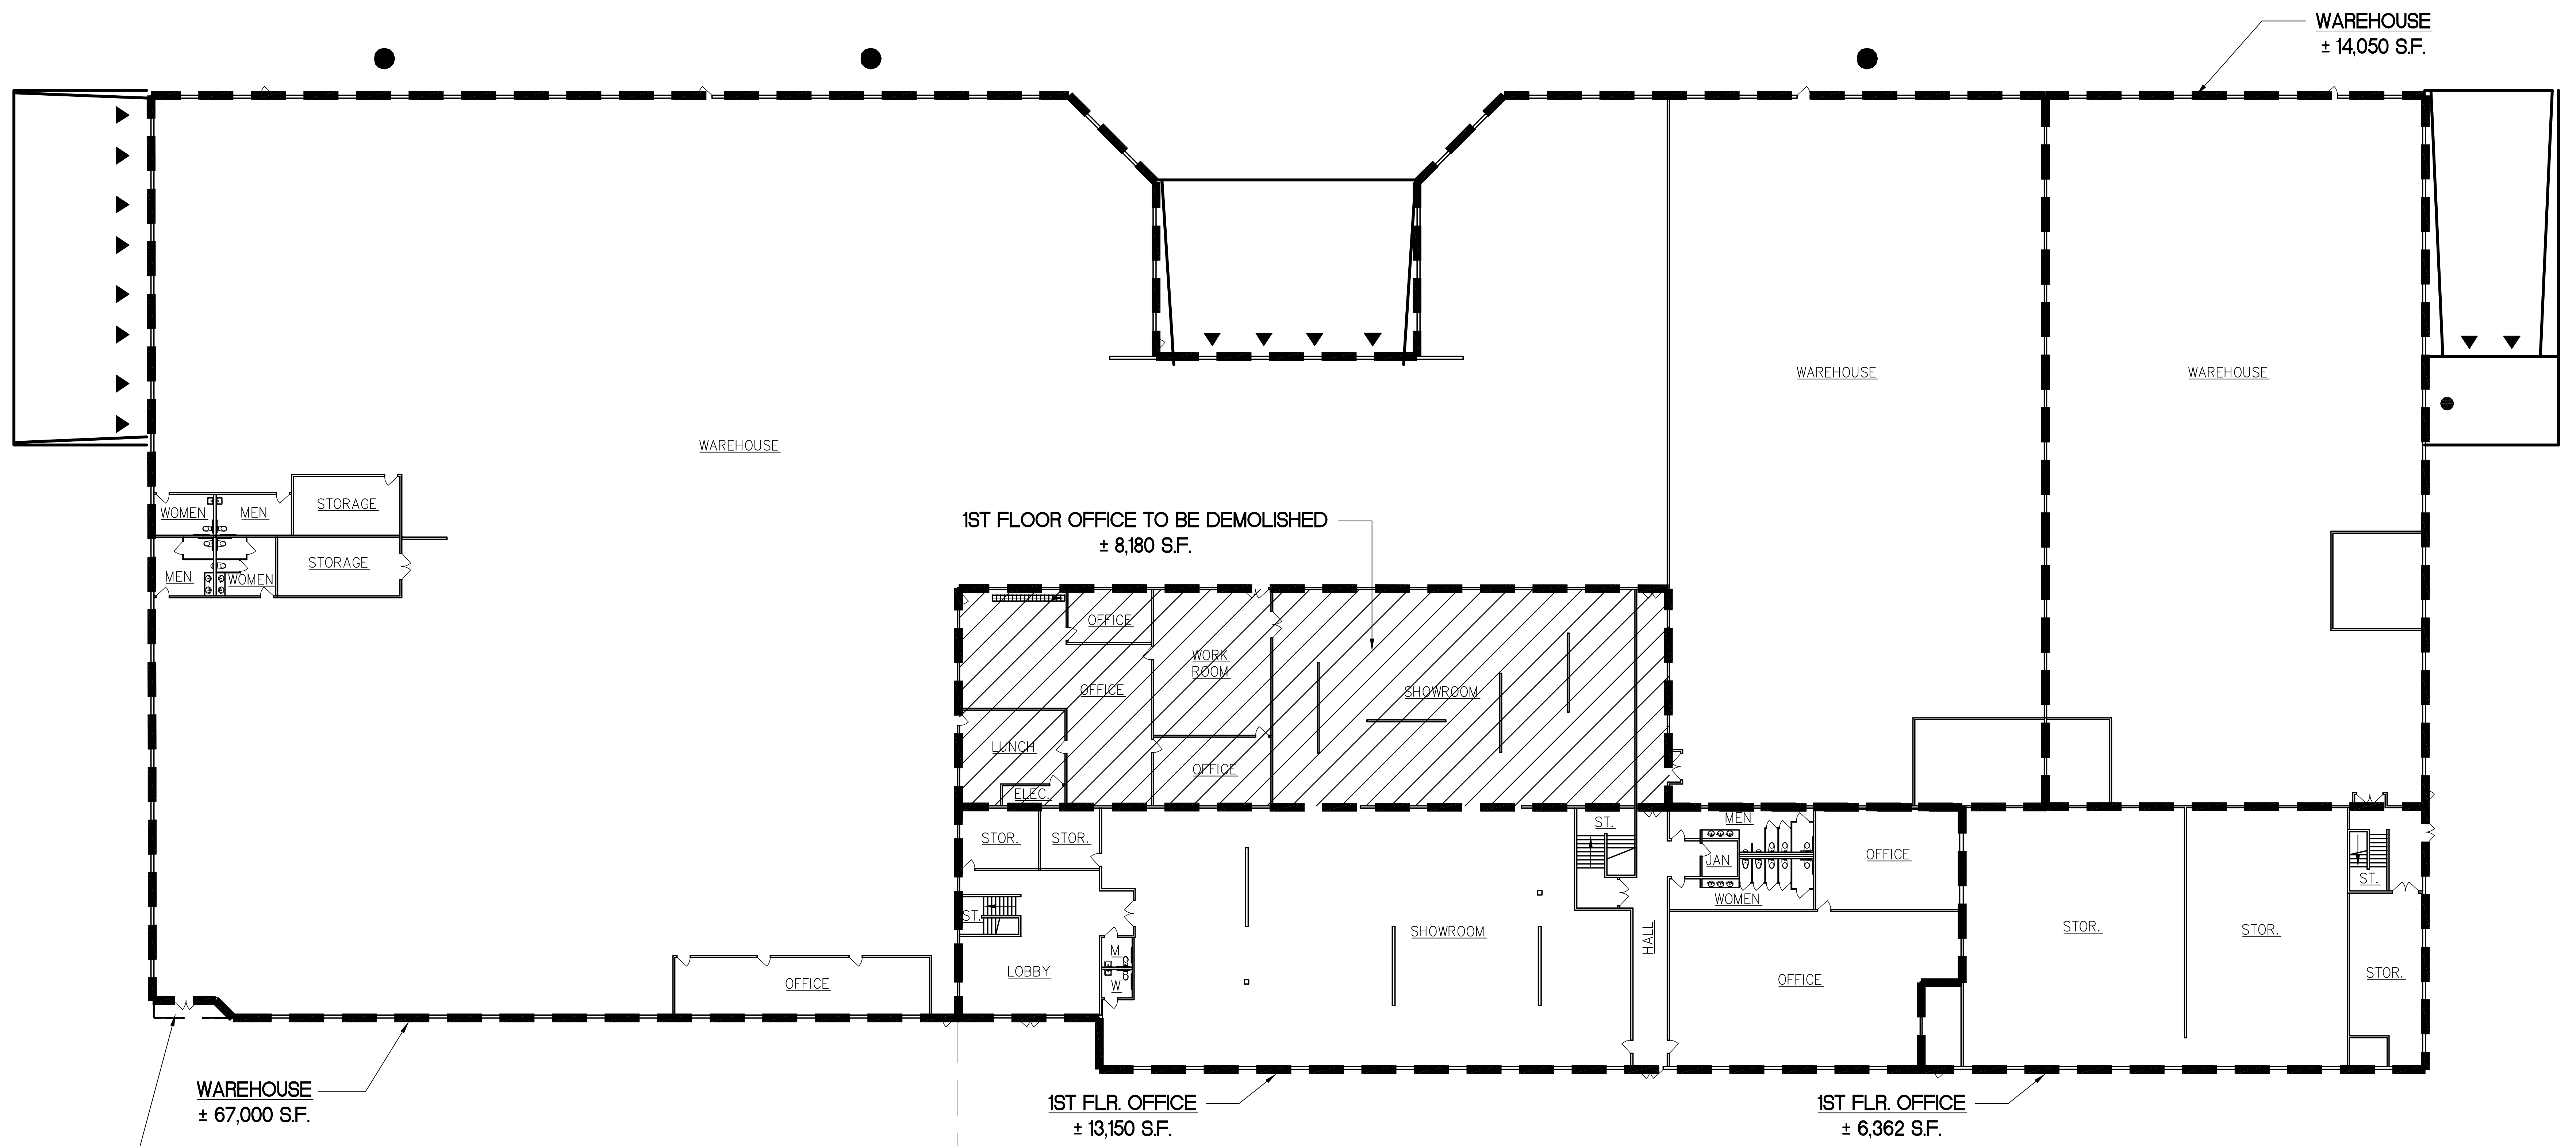 WAREHOUSE
± 14,050 S.F.
WAREHOUSE
WAREHOUSE
WAREHOUSE
WOMEN
MEN
STORAGE
MEN
WOMEN
STORAGE
1ST FLOOR OFFICE TO BE DEMOLISHED
± 8,180 S.F.
OFFICE
WORK
ROOM
OFFICE
SHOWROOM
LUNCH
OFFICE
ELEC.
STOR.
STOR.
ST.
MEN
JAN
WOMEN
OFFICE
ST.
ST.
LOBBY
M
W
SHOWROOM
HALL
OFFICE
STOR.
STOR.
STOR.
OFFICE
WAREHOUSE
± 67,000 S.F.
1ST FLR. OFFICE
± 13,150 S.F.
1ST FLR. OFFICE
± 6,362 S.F.